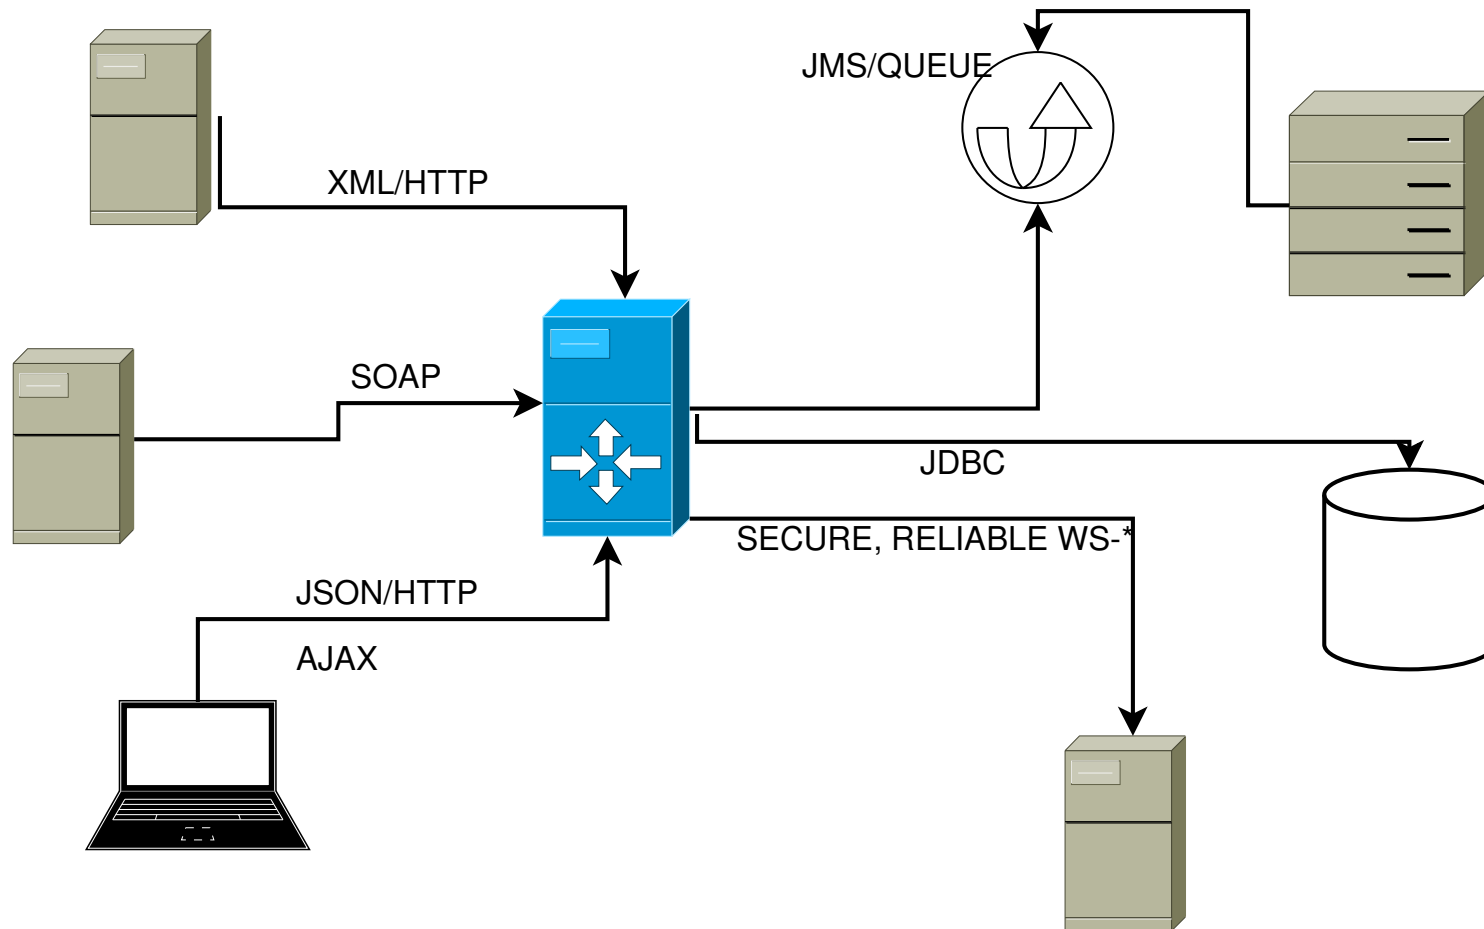 JMS/QUEUE
XML/HTTP
SOAP
JDBC
SECURE, RELIABLE WS-*
JSON/HTTP
AJAX